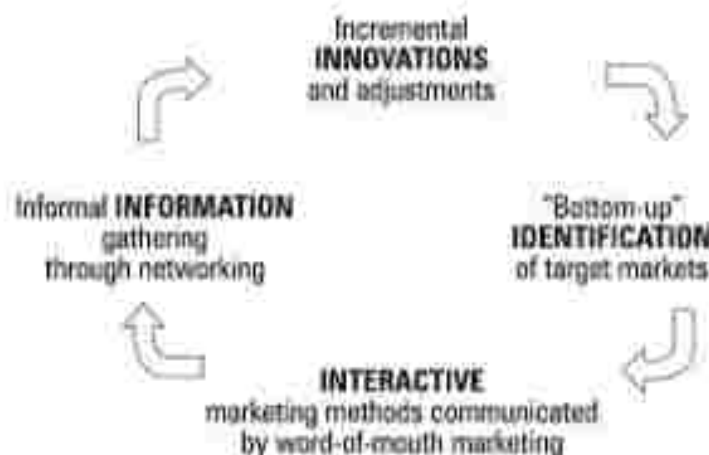 Incremental
INNOVATIONS
and adjustments
"Bottom-up"
IDENTIFICATION
of target markets
INTERACTIVE
marketing methods communicated
by word-of-mouth marketing
Informal INFORMATION
gathering
through networking